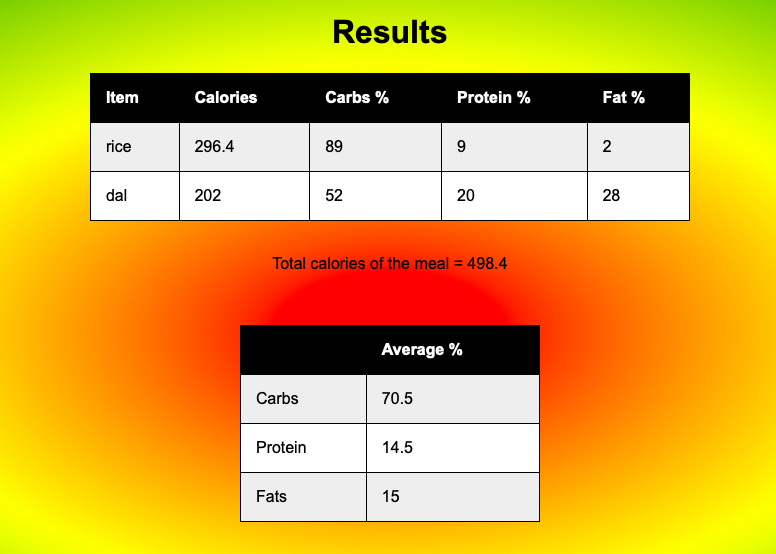 Results
Item Calories Carbs % Protein % Fat %
rice 296.4 89 9 2
dal 202 52 20 28
Total calories of the meal = 498.4
Average %
Carbs 70.5
Protein 14.5
Fats 15